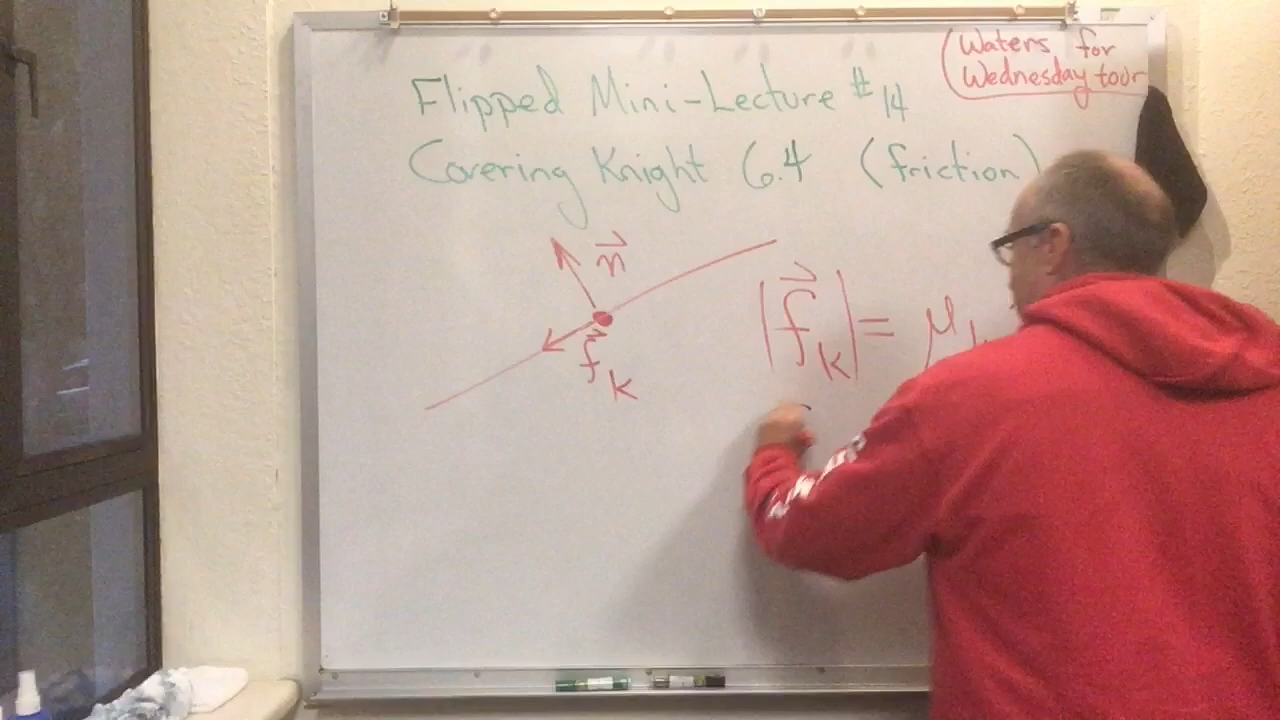 (Waters for
Wednesday tour
Flipped Mini-Lecture #14
Covering Knight 6.4 (friction)
n⃗
f⃗k
|f⃗k| = μ